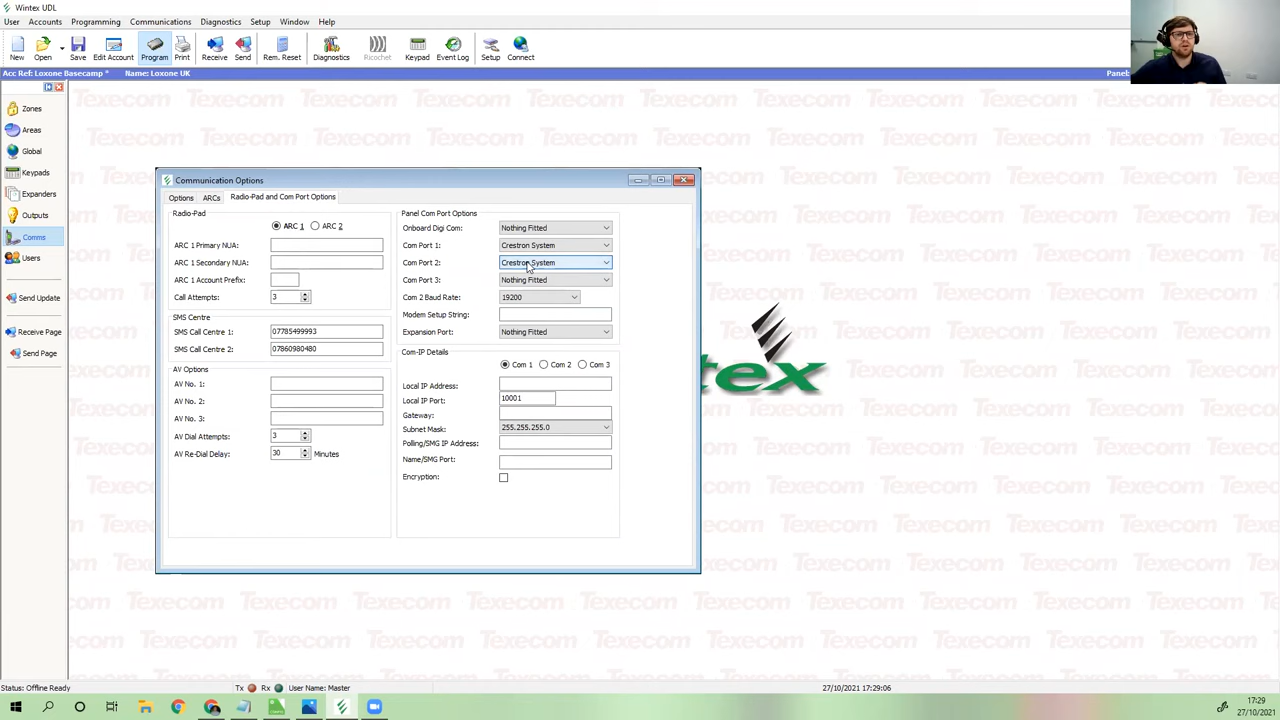 Wintex UDL
User Accounts Programming Communications Diagnostics Setup Window Help
New Open Save Edit Account Program Print Receive Send Rem. Reset Diagnostics Ricochet Keypad Event Log Setup Connect
Acc Ref: Loxone Basecamp * Name: Loxone UK Panel:
Zones
Areas
Global
Keypads
Expanders
Outputs
Comms
Users
Send Update
Receive Page
Send Page
Communication Options
Options ARCs Radio-Pad and Com Port Options
Radio-Pad
ARC 1 ARC 2
ARC 1 Primary NUA:
ARC 1 Secondary NUA:
ARC 1 Account Prefix:
Call Attempts: 3
SMS Centre
SMS Call Centre 1: 07785499993
SMS Call Centre 2: 07860980480
AV Options
AV No. 1:
AV No. 2:
AV No. 3:
AV Dial Attempts: 3
AV Re-Dial Delay: 30 Minutes
Panel Com Port Options
Onboard Digi Com: Nothing Fitted
Com Port 1: Crestron System
Com Port 2: Crestron System
Com Port 3: Nothing Fitted
Com 2 Baud Rate: 19200
Modem Setup String:
Expansion Port: Nothing Fitted
Com-IP Details
Com 1 Com 2 Com 3
Local IP Address:
Local IP Port: 10001
Gateway:
Subnet Mask: 255.255.255.0
Polling/SMG IP Address:
Name/SMG Port:
Encryption:
Texecom
tex
Status: Offline Ready Tx Rx User Name: Master 27/10/2021 17:29:06
17:29
27/10/2021